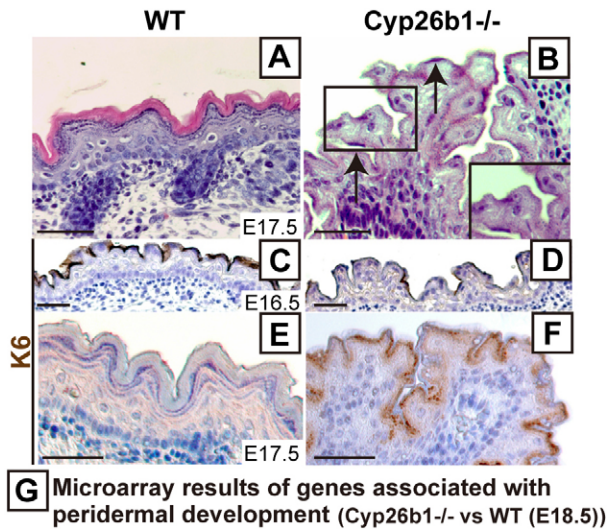 WT
Cyp26b1-/-
A
B
E17.5
C
D
E16.5
K6
E
F
E17.5
G Microarray results of genes associated with
peridermal development (Cyp26b1-/- vs WT (E18.5))